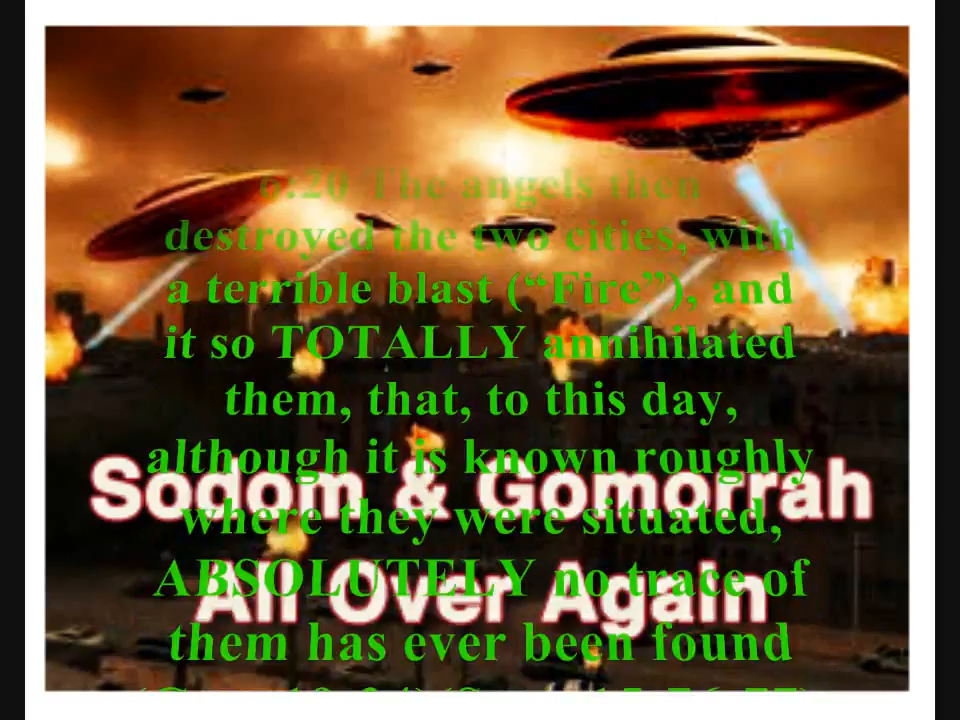 6:20 The angels then
destroyed the two cities, with
a terrible blast (“Fire”), and
it so TOTALLY annihilated
them, that, to this day,
although it is known roughly
where they were situated,
ABSOLUTELY no trace of
them has ever been found
Sodom & Gomorrah
All Over Again